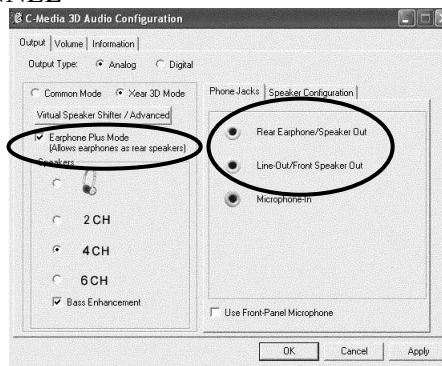 C-Media 3D Audio Configuration
Output Volume Information
Output Type: Analog Digital
Common Mode Xear 3D Mode
Virtual Speaker Shifter / Advanced
Earphone Plus Mode
(Allows earphones as rear speakers)
Speakers
2 CH
4 CH
6 CH
Bass Enhancement
Phone Jacks Speaker Configuration
Rear Earphone/Speaker Out
Line-Out/Front Speaker Out
Microphone-In
Use Front-Panel Microphone
OK Cancel Apply